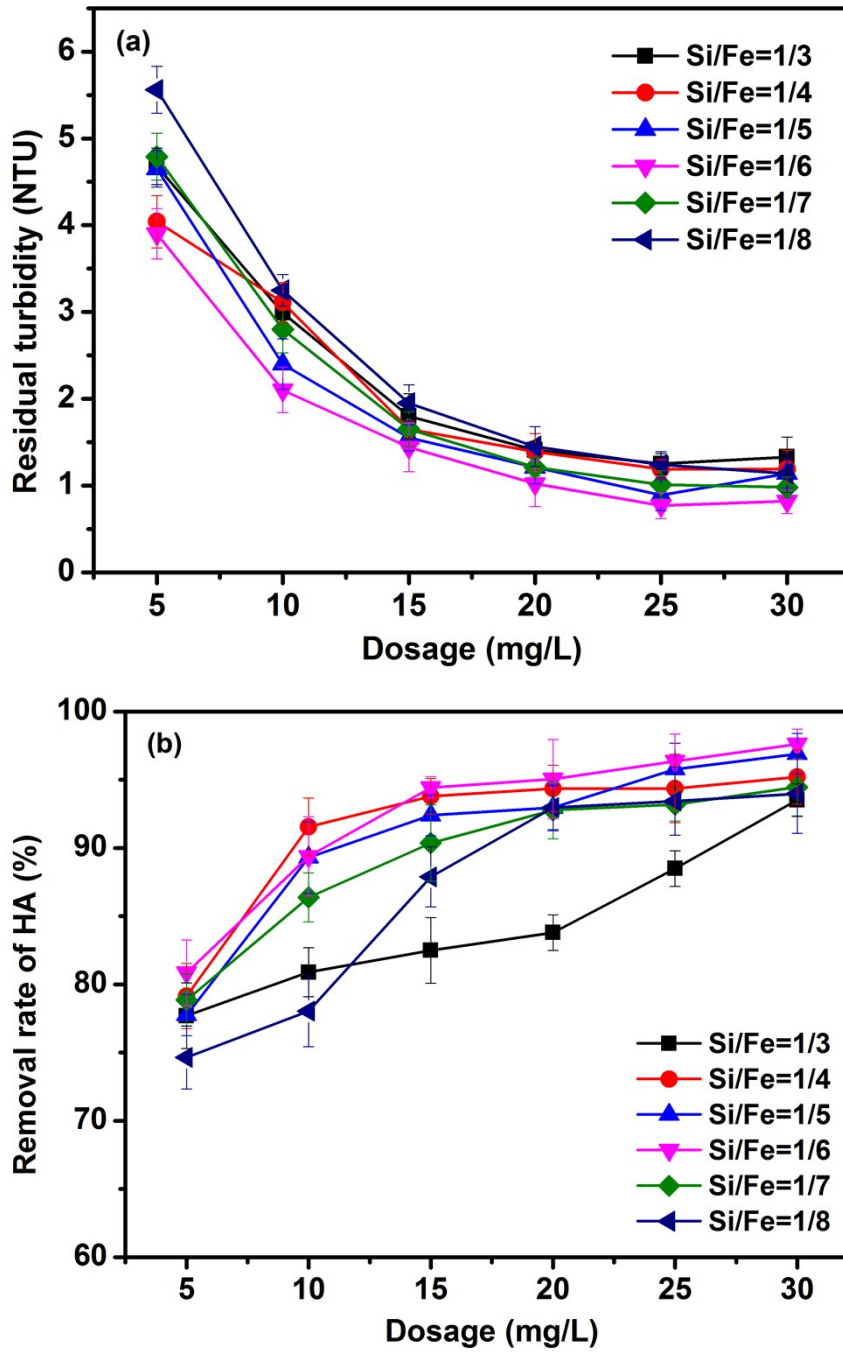 (a)
Si/Fe=1/3
Si/Fe=1/4
Si/Fe=1/5
Si/Fe=1/6
Si/Fe=1/7
Si/Fe=1/8
Residual turbidity (NTU)
6
5
4
3
2
1
0
5 10 15 20 25 30
Dosage (mg/L)
(b)
Removal rate of HA (%)
100
90
80
70
60
Si/Fe=1/3
Si/Fe=1/4
Si/Fe=1/5
Si/Fe=1/6
Si/Fe=1/7
Si/Fe=1/8
5 10 15 20 25 30
Dosage (mg/L)